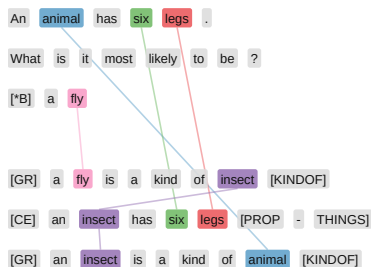 An animal has six legs .
What is it most likely to be ?
[*B] a fly
[GR] a fly is a kind of insect [KINDOF]
[CE] an insect has six legs [PROP - THINGS]
[GR] an insect is a kind of animal [KINDOF]